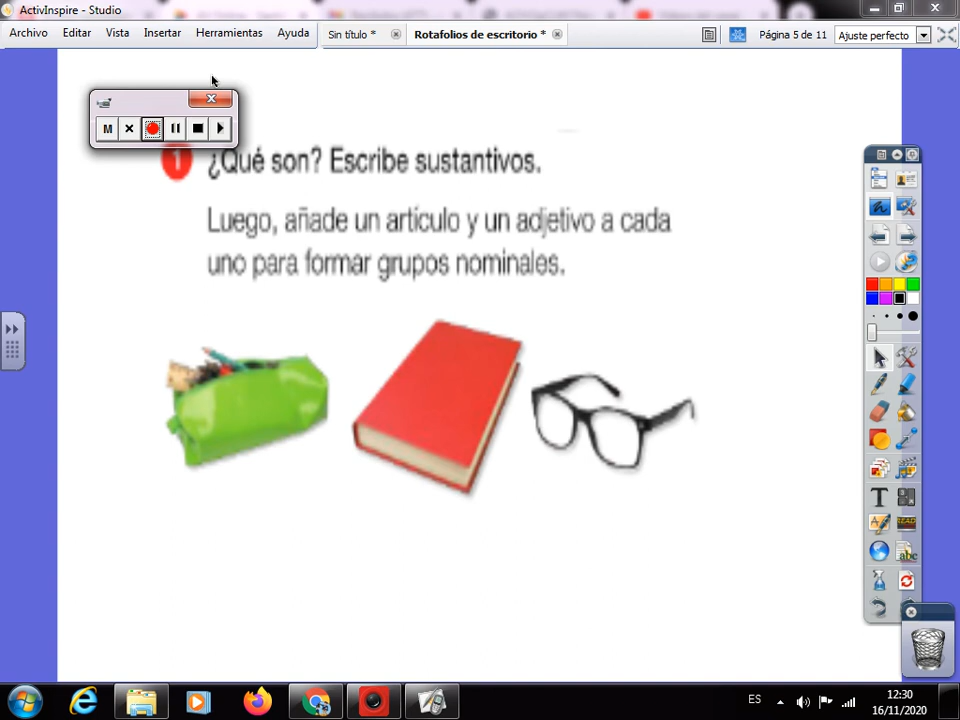 ActivInspire - Studio
Archivo Editar Vista Insertar Herramientas Ayuda Sin título * Rotafolios de escritorio * Página 5 de 11 Ajuste perfecto
M
1 ¿Qué son? Escribe sustantivos.
Luego, añade un artículo y un adjetivo a cada
uno para formar grupos nominales.
T
abc
ES 12:30
16/11/2020